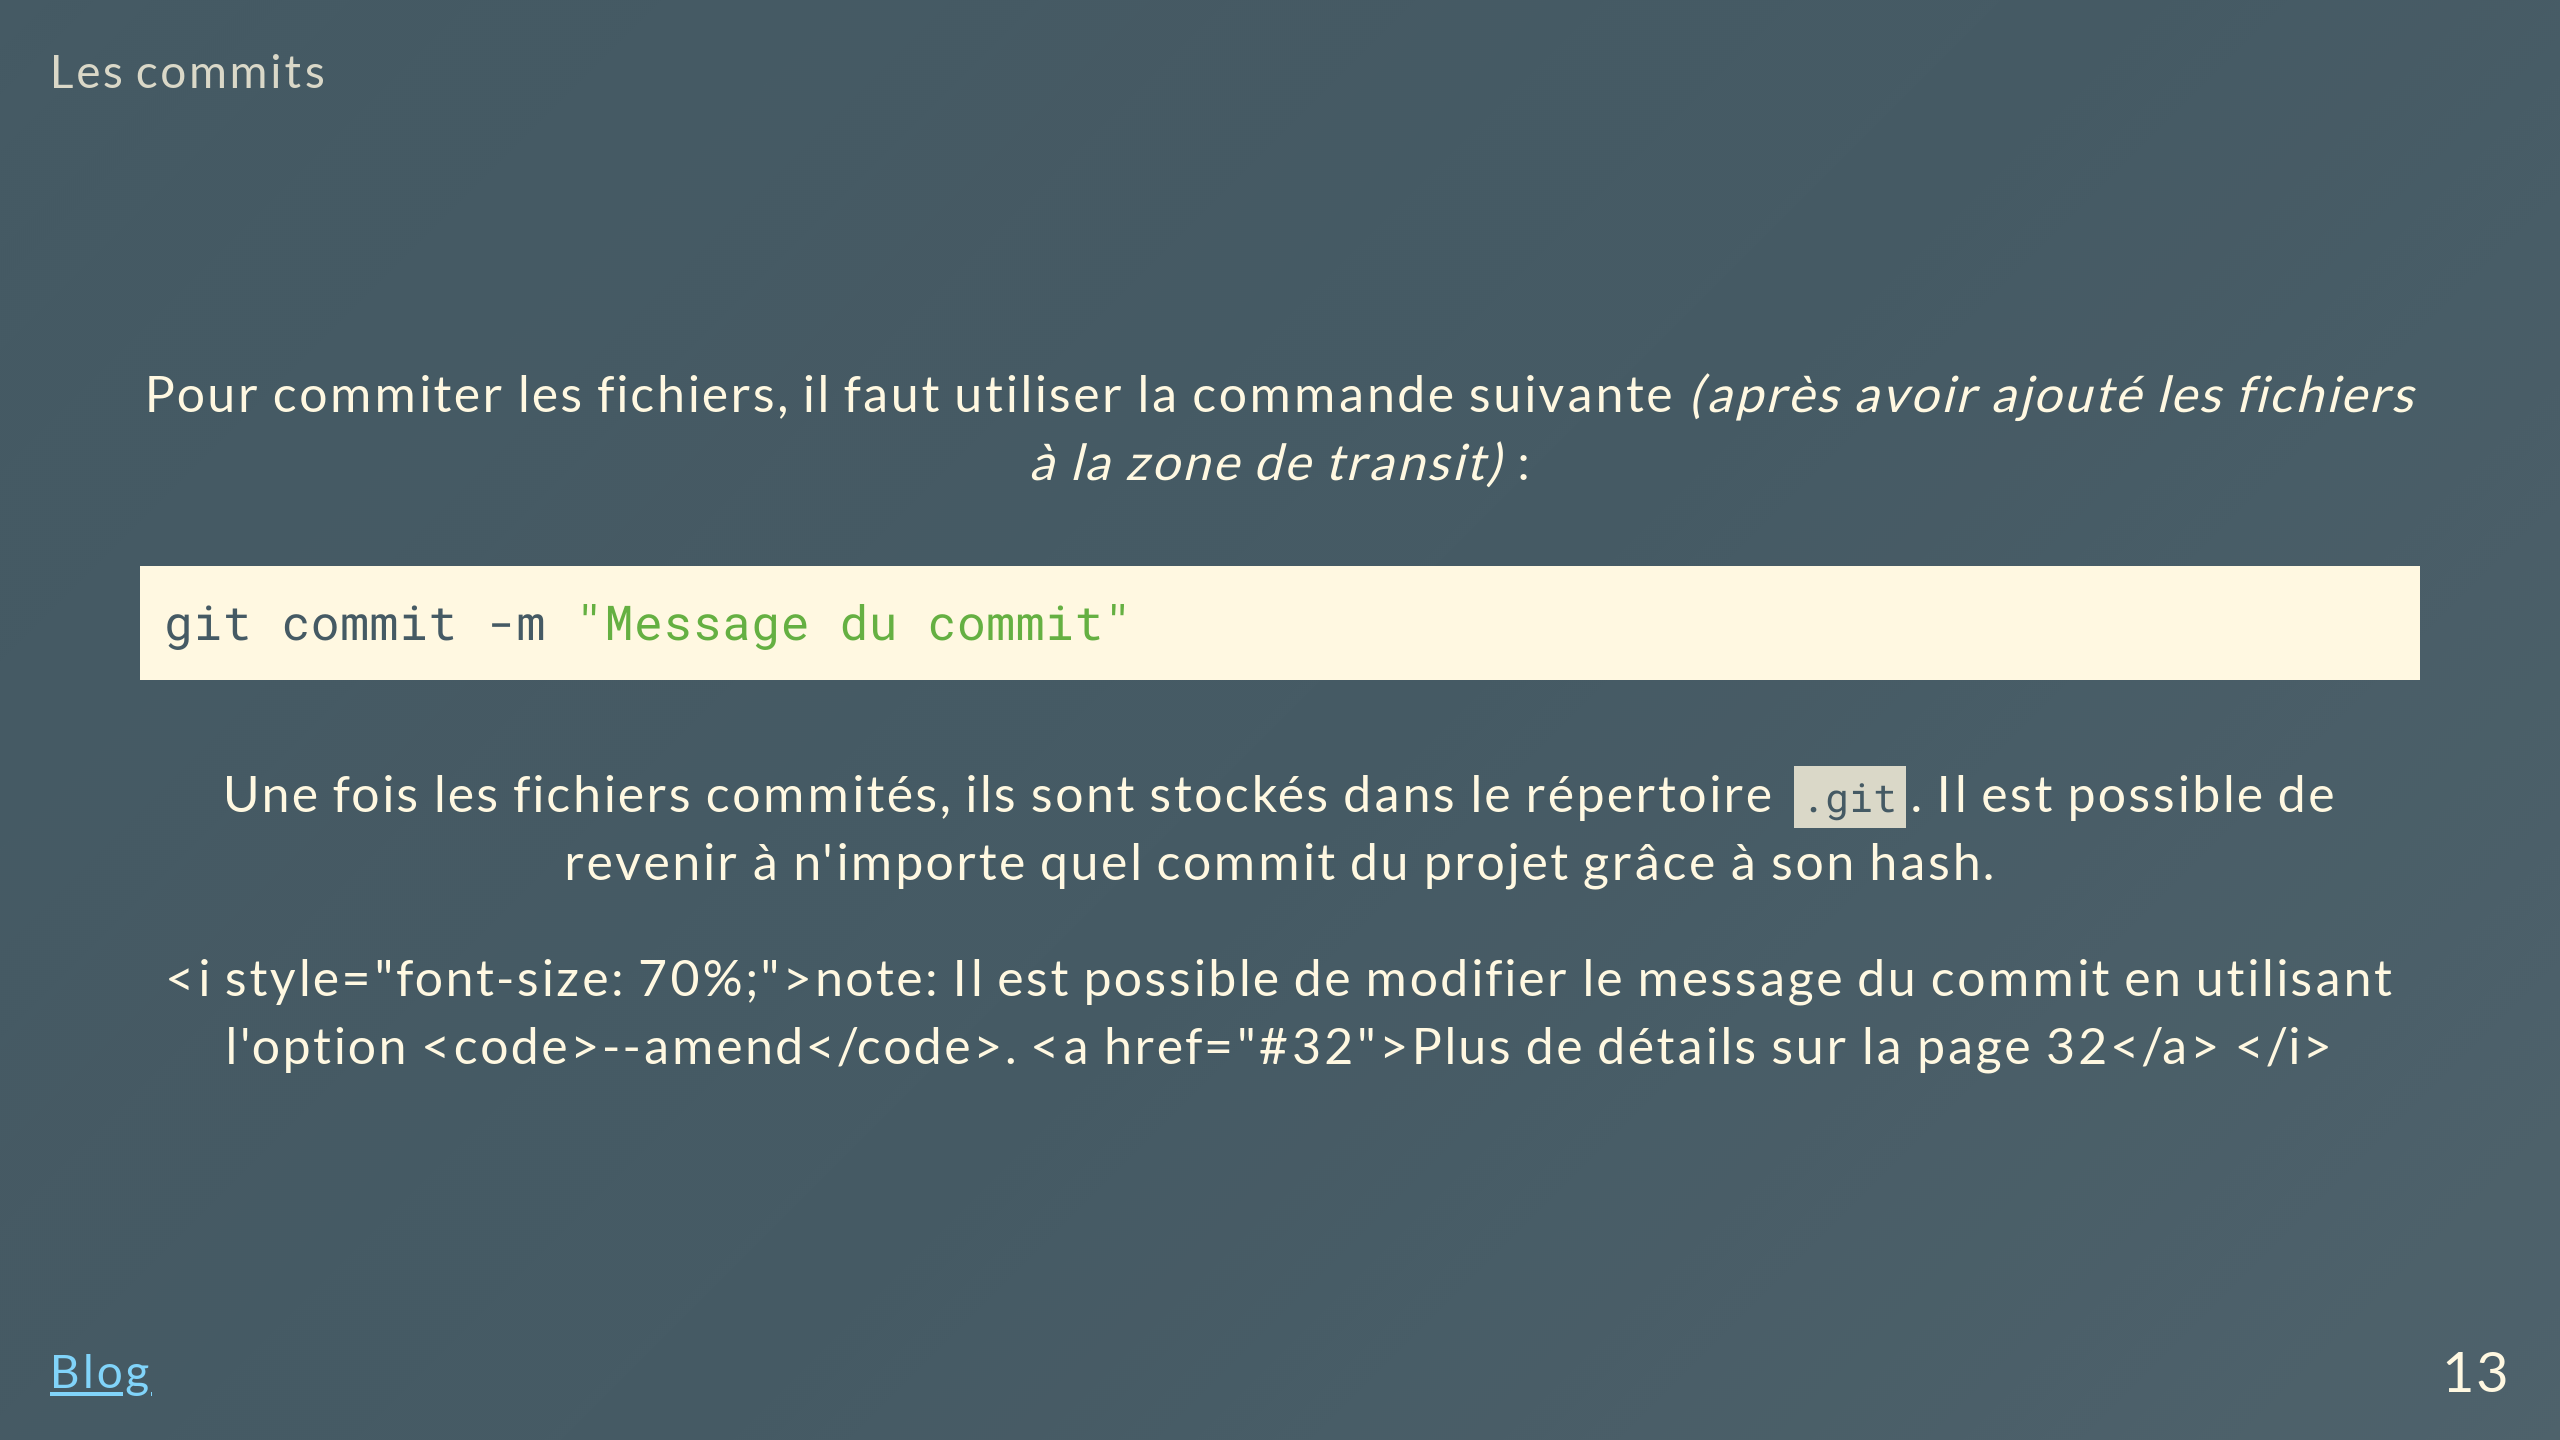 Les commits
Pour commiter les fichiers, il faut utiliser la commande suivante (après avoir ajouté les fichiers
à la zone de transit) :
git commit -m "Message du commit"
Une fois les fichiers commités, ils sont stockés dans le répertoire .git. Il est possible de
revenir à n'importe quel commit du projet grâce à son hash.
<i style="font-size: 70%;">note: Il est possible de modifier le message du commit en utilisant
l'option <code>--amend</code>. <a href="#32">Plus de détails sur la page 32</a> </i>
Blog
13